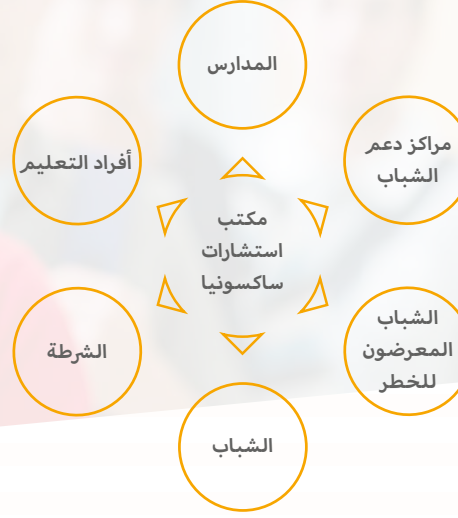 المدارس
مراكز دعم
الشباب
أفراد التعليم
مكتب
استشارات
ساكسونيا
الشباب
المعرضون
للخطر
الشرطة
الشباب